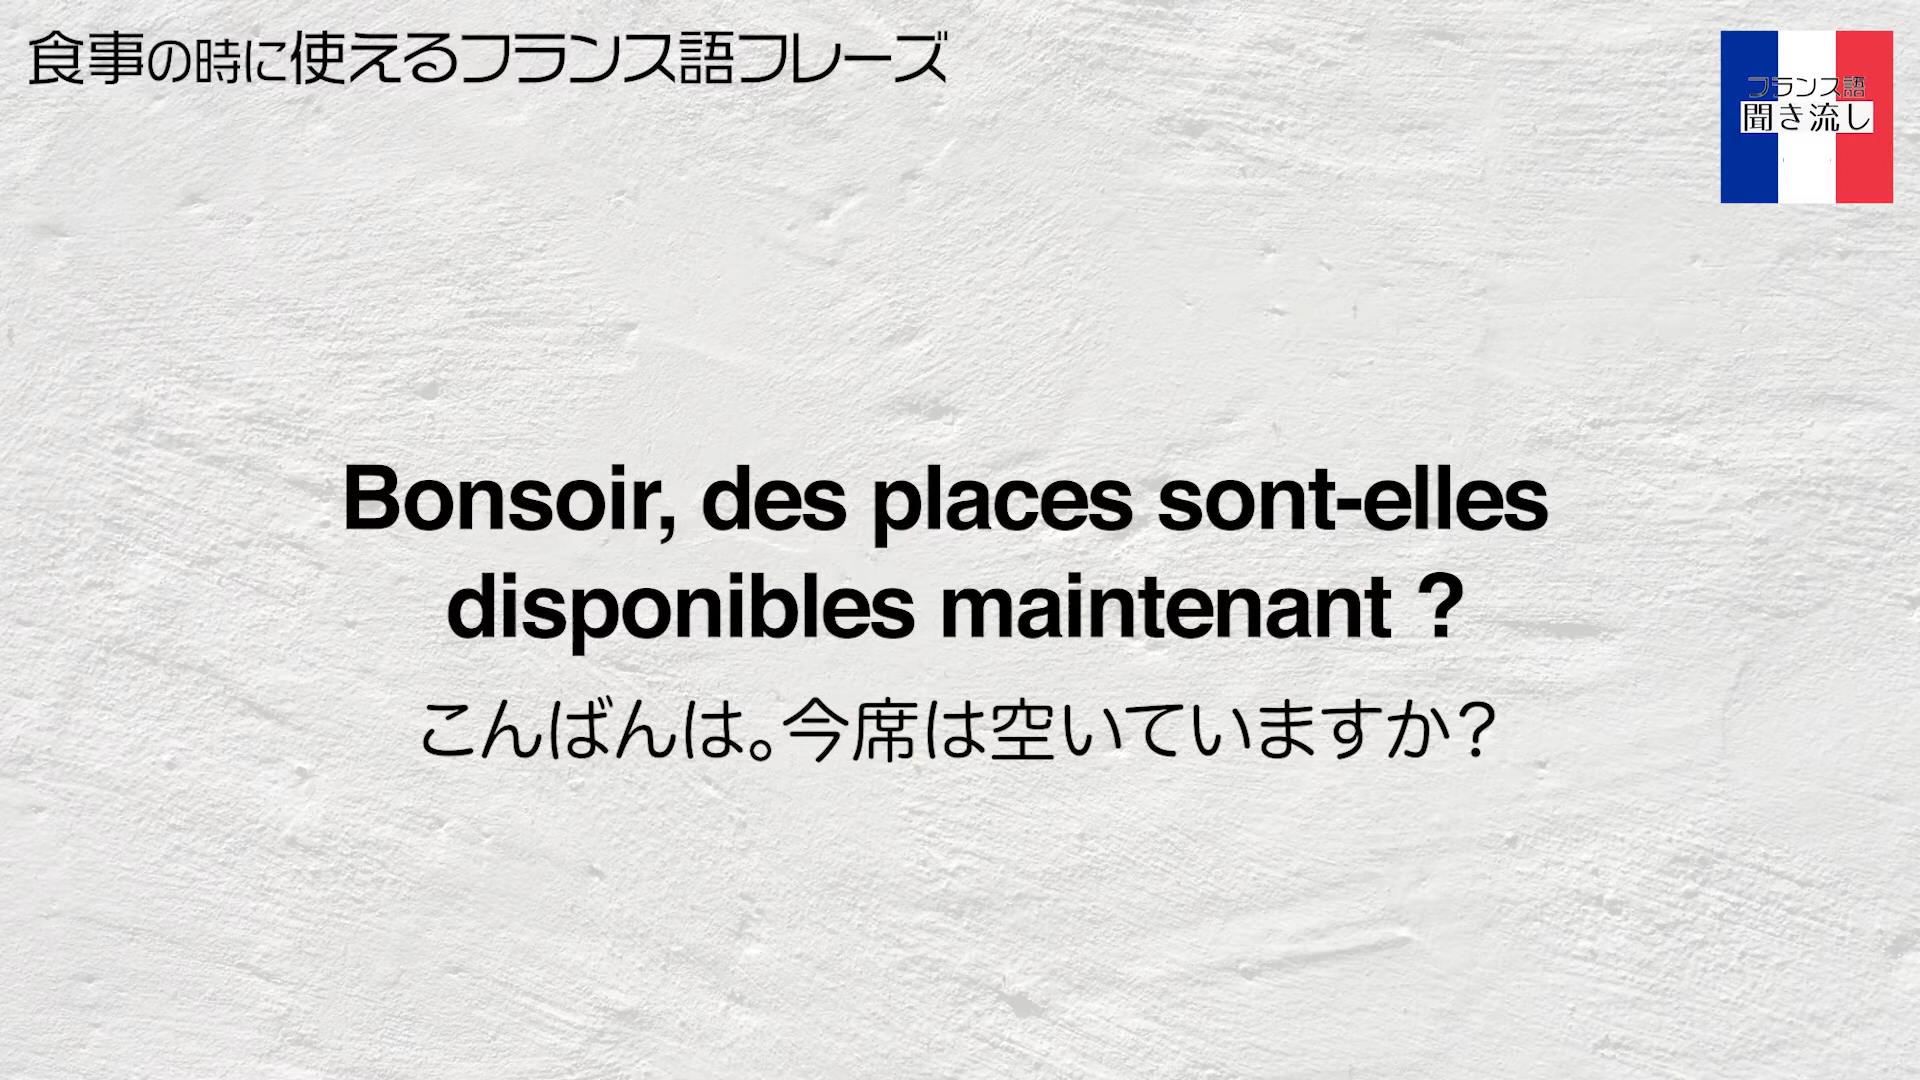 食事の時に使えるフランス語フレーズ
フランス語
聞き流し
Bonsoir, des places sont-elles
disponibles maintenant ?
こんばんは。今席は空いていますか?